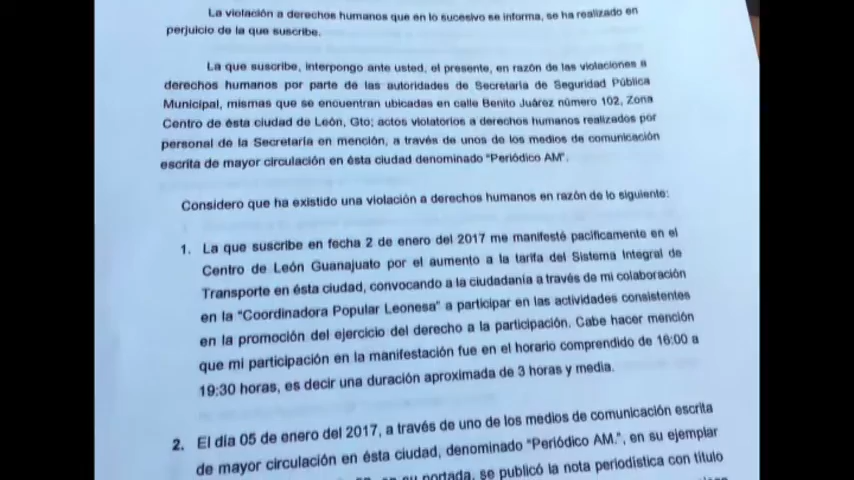 La violación a derechos humanos que en lo sucesivo se informa, se ha realizado en
perjuicio de la que suscribe.
La que suscribe, interpongo ante usted, el presente, en razón de las violaciones a
derechos humanos por parte de las autoridades de Secretaría de Seguridad Pública
Municipal, mismas que se encuentran ubicadas en calle Benito Juárez número 102, Zona
Centro de ésta ciudad de León, Gto; actos violatorios a derechos humanos realizados por
personal de la Secretaría en mención, a través de unos de los medios de comunicación
escrita de mayor circulación en ésta ciudad denominado "Periódico AM".
Considero que ha existido una violación a derechos humanos en razón de lo siguiente:
1. La que suscribe en fecha 2 de enero del 2017 me manifesté pacíficamente en el
Centro de León Guanajuato por el aumento a la tarifa del Sistema Integral de
Transporte en ésta ciudad, convocando a la ciudadanía a través de mi colaboración
en la "Coordinadora Popular Leonesa" a participar en las actividades consistentes
en la promoción del ejercicio del derecho a la participación. Cabe hacer mención
que mi participación en la manifestación fue en el horario comprendido de 16:00 a
19:30 horas, es decir una duración aproximada de 3 horas y media.
2. El día 05 de enero del 2017, a través de uno de los medios de comunicación escrita
de mayor circulación en ésta ciudad, denominado "Periódico AM.", en su ejemplar
en su portada, se publicó la nota periodística con título